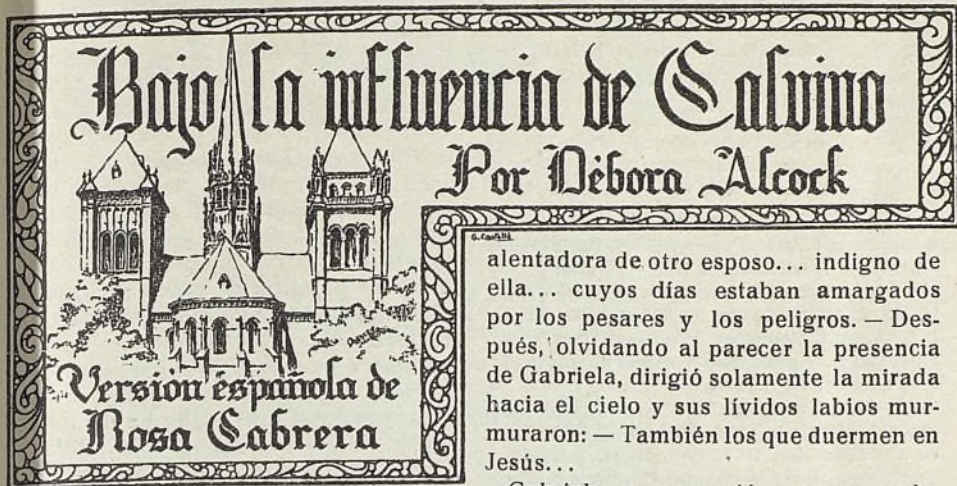 Bajo la influencia de Calvino
Por Débora Alcock
Versión española de
Rosa Cabrera
alentadora de otro esposo... indigno de
ella... cuyos días estaban amargados
por los pesares y los peligros. — Des-
pués, olvidando al parecer la presencia
de Gabriela, dirigió solamente la mirada
hacia el cielo y sus lívidos labios mur-
muraron: — También los que duermen en
Jesús...